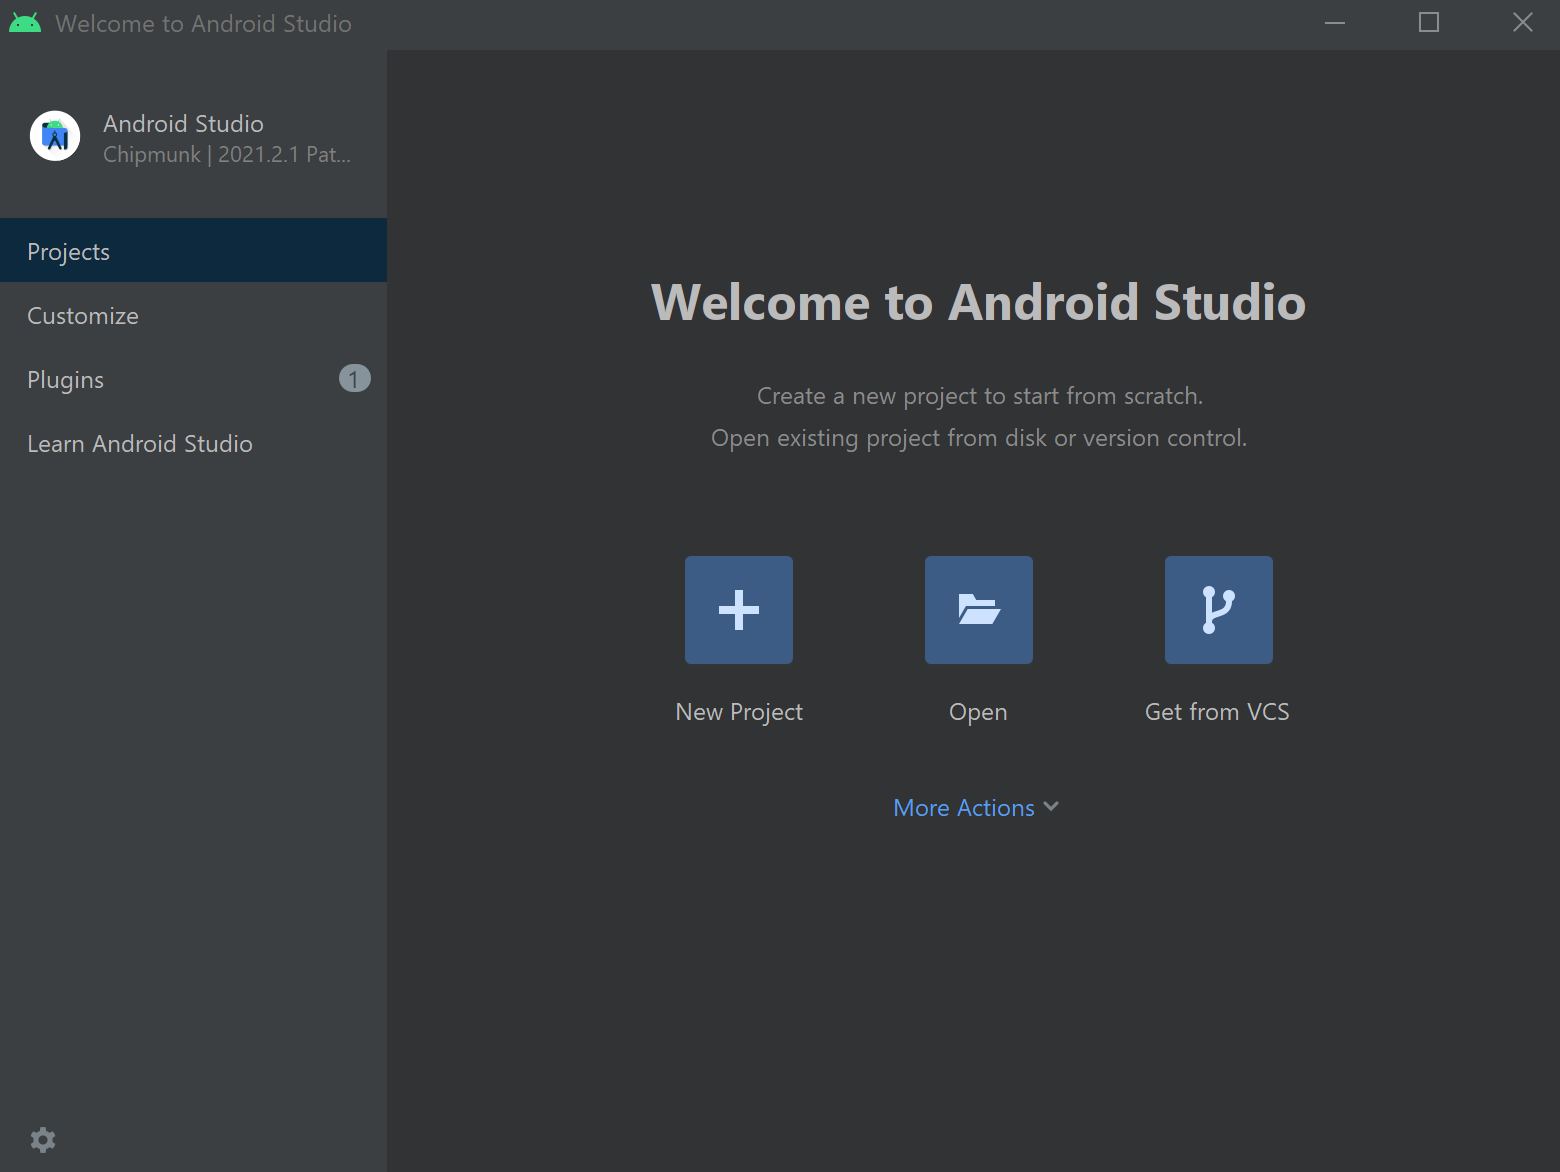 Welcome to Android Studio
Android Studio
Chipmunk | 2021.2.1 Pat...
Projects
Customize
Plugins
1
Learn Android Studio
Welcome to Android Studio
Create a new project to start from scratch.
Open existing project from disk or version control.
New Project
Open
Get from VCS
More Actions